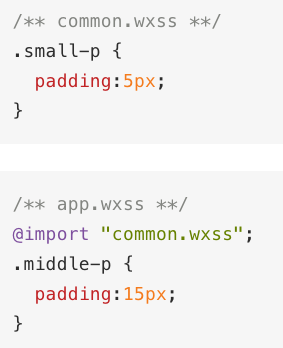 /** common.wxss **/
.small-p {
  padding:5px;
}
/** app.wxss **/
@import "common.wxss";
.middle-p {
  padding:15px;
}